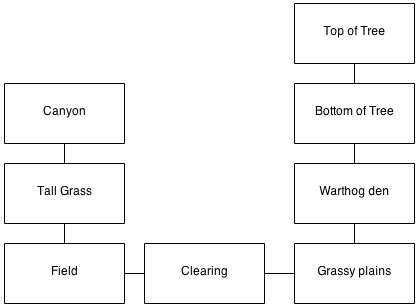 Top of Tree
Canyon
Bottom of Tree
Tall Grass
Warthog den
Field
Clearing
Grassy plains